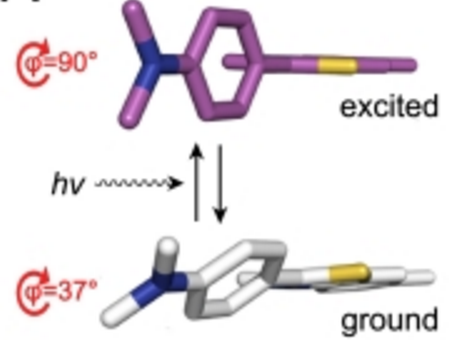 φ=90°
excited
hν
φ=37°
ground